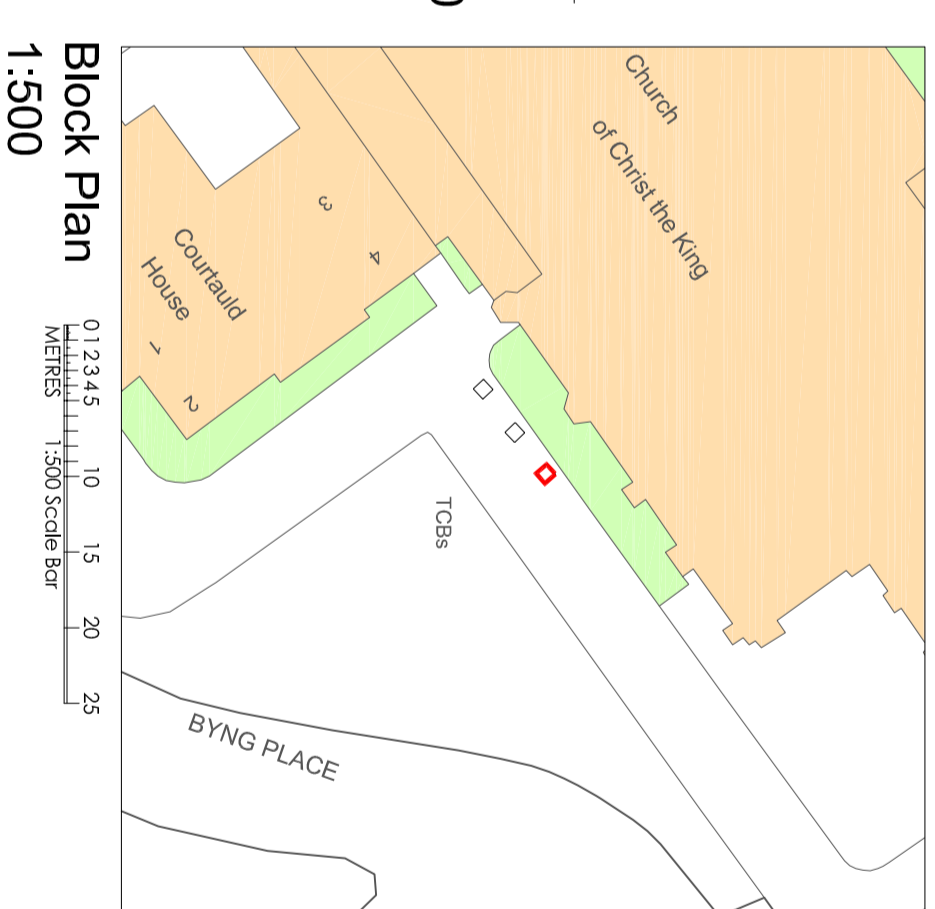 Block Plan
1:500
Church
of Christ the King
3
4
Courtauld
House
1
2
TCBs
BYNG PLACE
0 1 2 3 4 5 10 15 20 25
METRES 1:500 Scale Bar